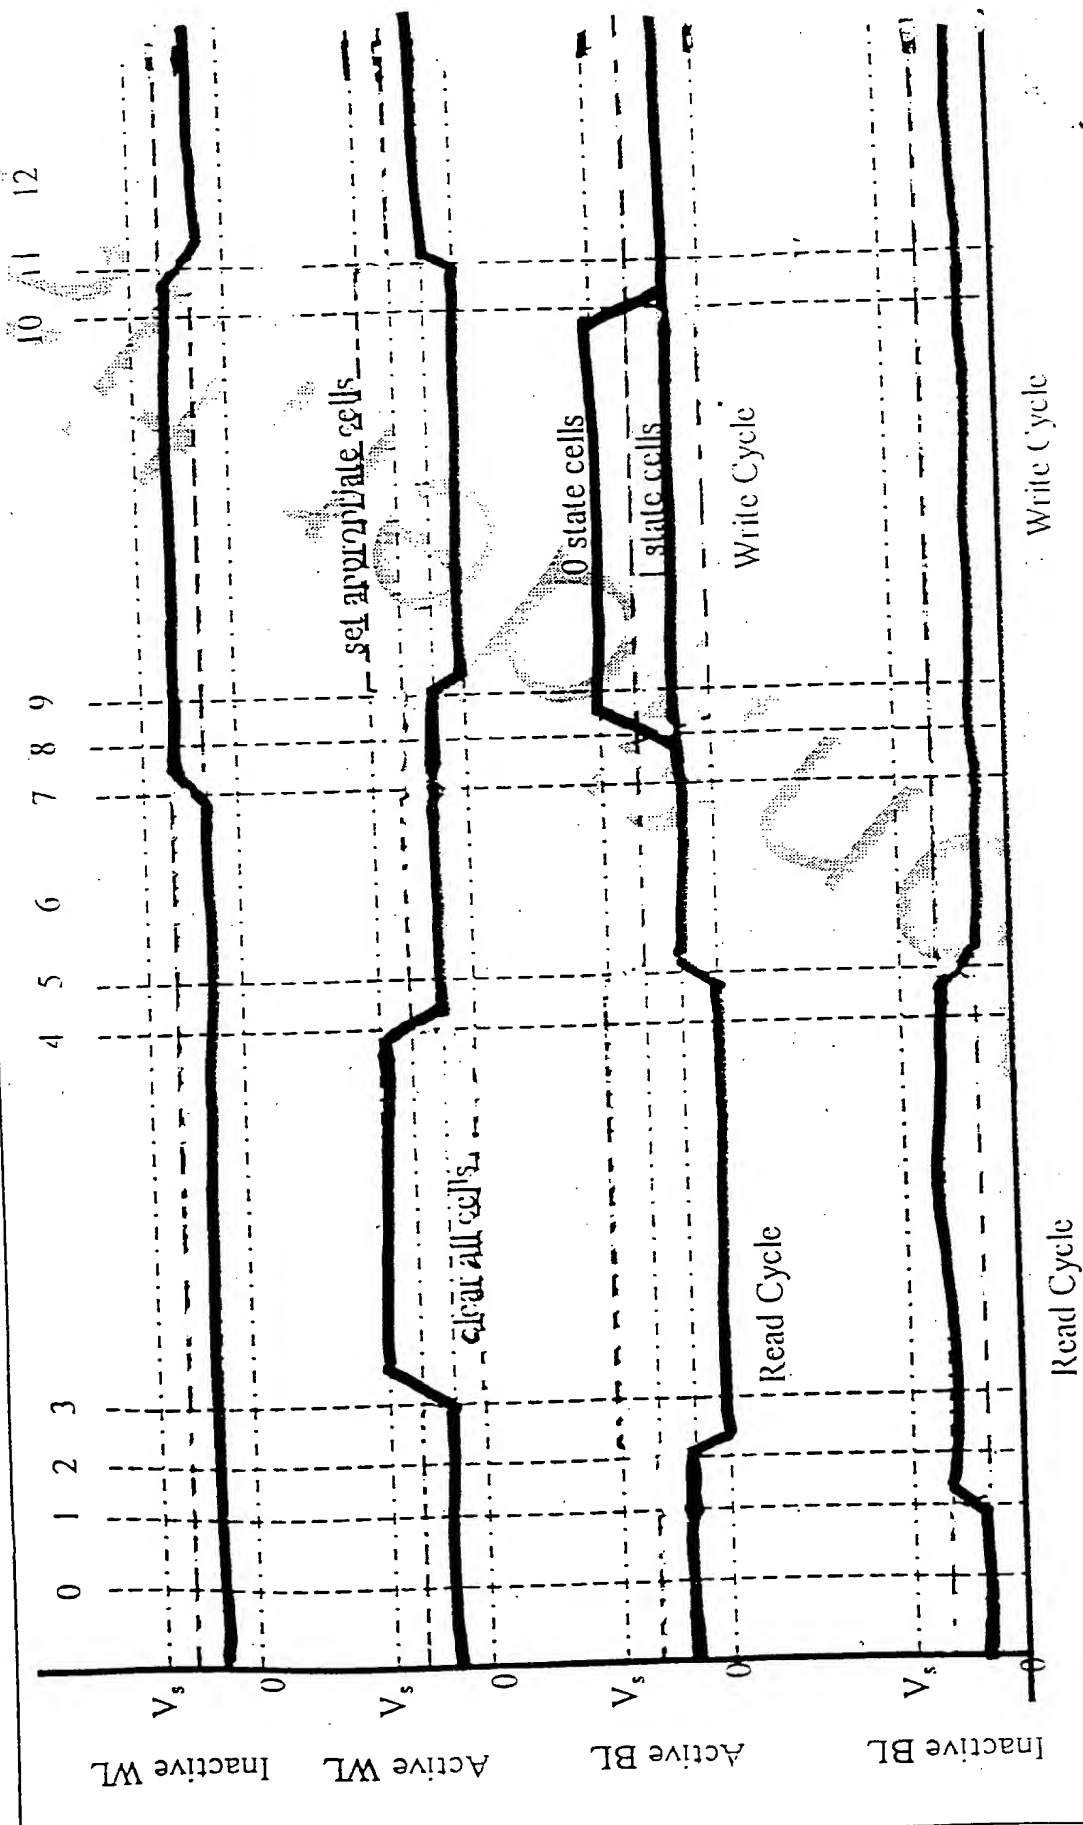 0 1 2 3 4 5 6 7 8 9 10 11 12
Inactive WL
Vs
0
Active WL
Vs
0
set appropriate cells
clear all cells
Active BL
Vs
0
10 state cells
1 state cells
Read Cycle
Write Cycle
Inactive BL
Vs
0
Read Cycle
Write Cycle